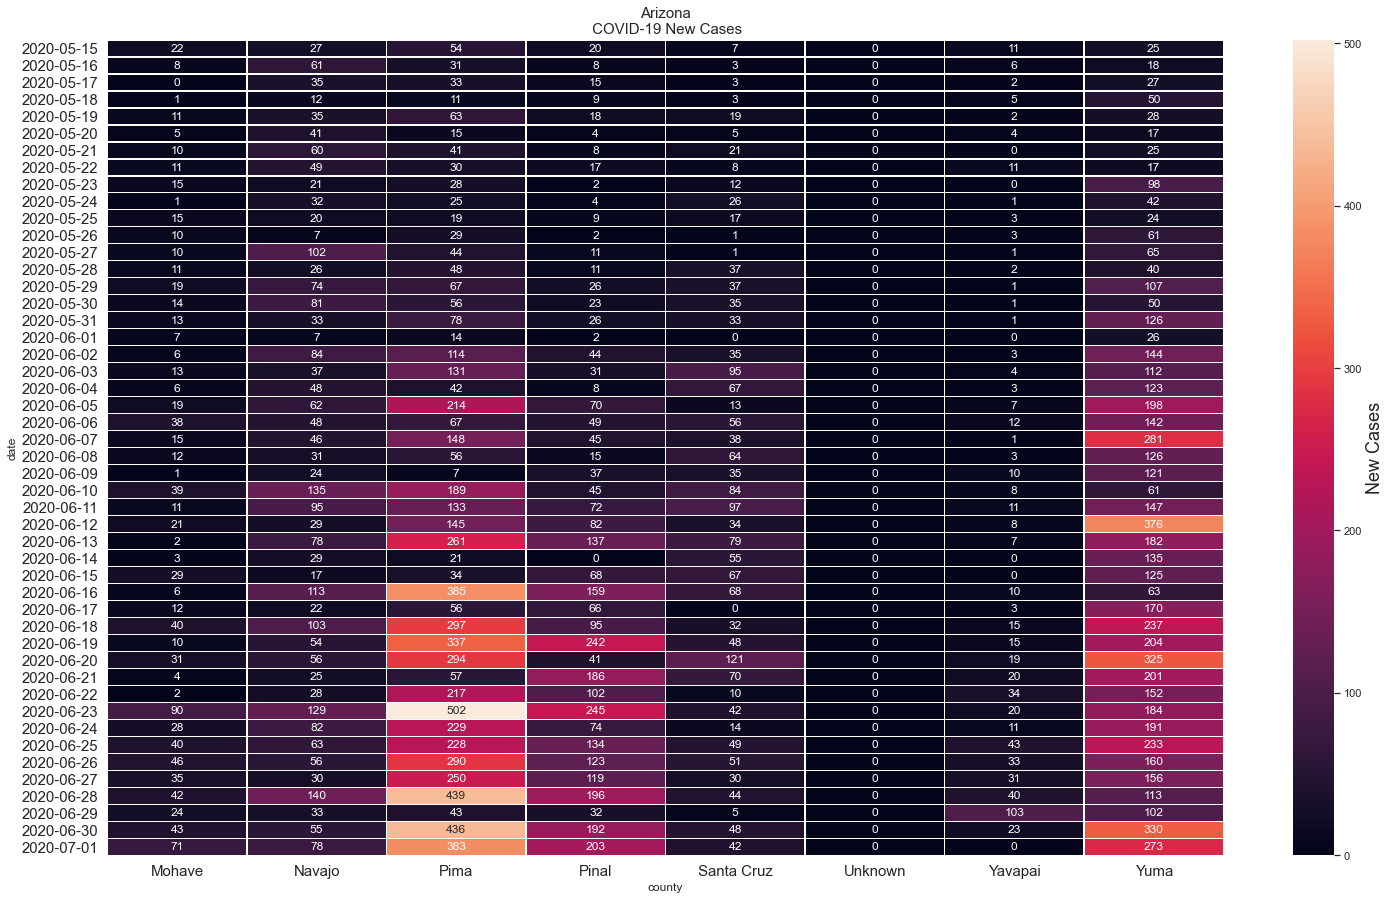 Arizona
COVID-19 New Cases
2020-05-15 22 27 54 20 7 0 11 25
2020-05-16 8 61 31 8 3 0 6 18
2020-05-17 0 35 33 15 3 0 2 27
2020-05-18 1 12 11 9 3 0 5 50
2020-05-19 11 35 63 18 19 0 2 28
2020-05-20 5 41 15 4 5 0 4 17
2020-05-21 10 60 41 8 21 0 0 25
2020-05-22 11 49 30 17 8 0 11 17
2020-05-23 15 21 28 2 12 0 0 98
2020-05-24 1 32 25 4 26 0 1 42
2020-05-25 15 20 19 9 17 0 3 24
2020-05-26 10 7 29 2 1 0 3 61
2020-05-27 10 102 44 11 1 0 1 65
2020-05-28 11 26 48 11 37 0 2 40
2020-05-29 19 74 67 26 37 0 1 107
2020-05-30 14 81 56 23 35 0 1 50
2020-05-31 13 33 78 26 33 0 1 126
2020-06-01 7 7 14 2 0 0 0 26
2020-06-02 6 84 114 44 35 0 3 144
2020-06-03 13 37 131 31 95 0 4 112
2020-06-04 6 48 42 8 67 0 3 123
2020-06-05 19 62 214 70 13 0 7 198
2020-06-06 38 48 67 49 56 0 12 142
2020-06-07 15 46 148 45 38 0 1 281
2020-06-08 12 31 56 15 64 0 3 126
2020-06-09 1 24 7 37 35 0 10 121
2020-06-10 39 135 189 45 84 0 8 61
2020-06-11 11 95 133 72 97 0 11 147
2020-06-12 21 29 145 82 34 0 8 376
2020-06-13 2 78 261 137 79 0 7 182
2020-06-14 3 29 21 0 55 0 0 135
2020-06-15 29 17 34 68 67 0 0 125
2020-06-16 6 113 385 159 68 0 10 63
2020-06-17 12 22 56 66 0 0 3 170
2020-06-18 40 103 297 95 32 0 15 237
2020-06-19 10 54 337 242 48 0 15 204
2020-06-20 31 56 294 41 121 0 19 325
2020-06-21 4 25 57 186 70 0 20 201
2020-06-22 2 28 217 102 10 0 34 152
2020-06-23 90 129 502 245 42 0 20 184
2020-06-24 28 82 229 74 14 0 11 191
2020-06-25 40 63 228 134 49 0 43 233
2020-06-26 46 56 290 123 51 0 33 160
2020-06-27 35 30 250 119 30 0 31 156
2020-06-28 42 140 439 196 44 0 40 113
2020-06-29 24 33 43 32 5 0 103 102
2020-06-30 43 55 436 192 48 0 23 330
2020-07-01 71 78 383 203 42 0 0 273
Mohave Navajo Pima Pinal Santa Cruz Unknown Yavapai Yuma
county
date
500
400
300
200
100
0
New Cases